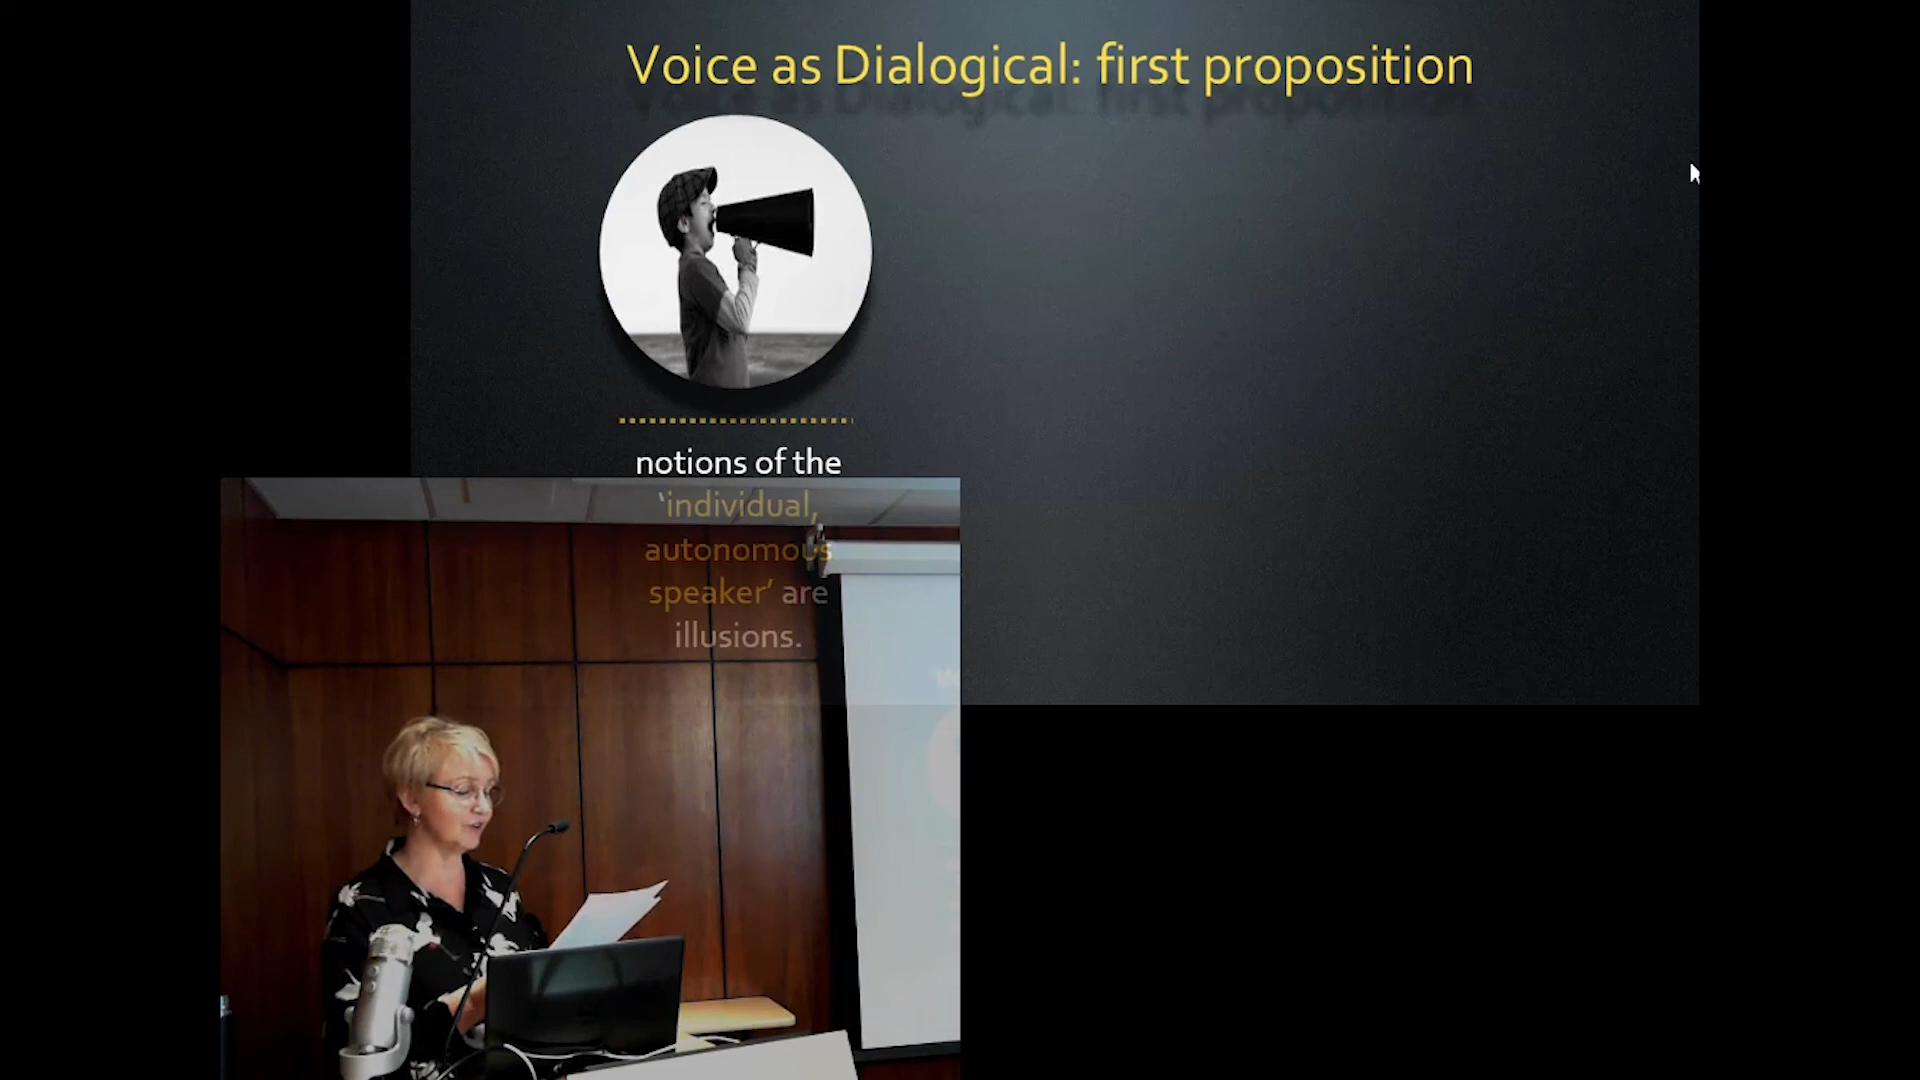 Voice as Dialogical: first proposition
notions of the
‘individual,
autonomous
speaker’ are
illusions.